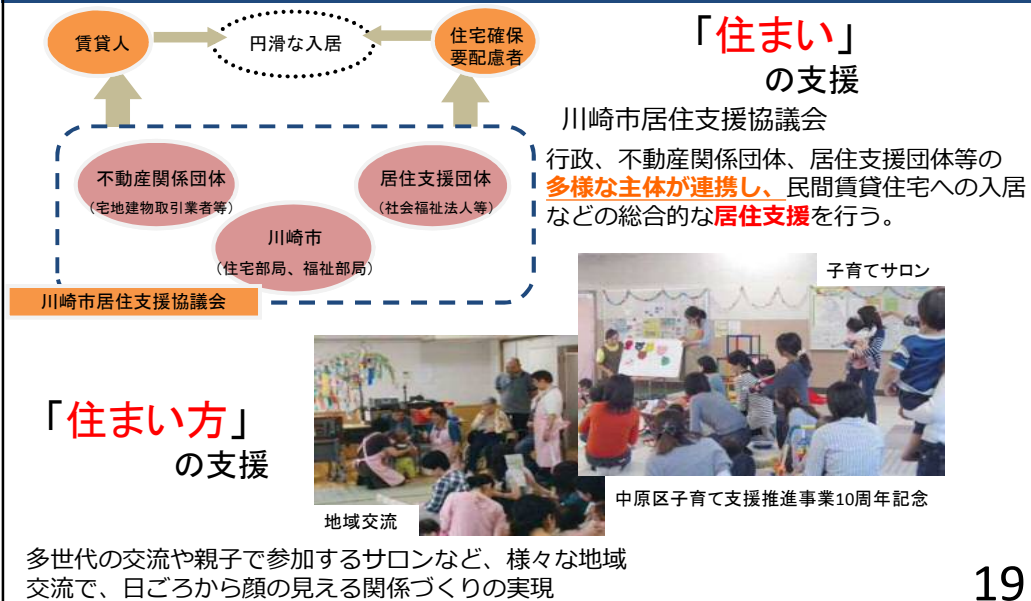 賃貸人
円滑な入居
住宅確保
要配慮者
不動産関係団体
(宅地建物取引業者等)
居住支援団体
(社会福祉法人等)
川崎市
(住宅部局、福祉部局)
川崎市居住支援協議会
「住まい」
の支援
川崎市居住支援協議会
行政、不動産関係団体、居住支援団体等の
多様な主体が連携し、民間賃貸住宅への入居
などの総合的な居住支援を行う。
子育てサロン
「住まい方」
の支援
地域交流
中原区子育て支援推進事業10周年記念
多世代の交流や親子で参加するサロンなど、様々な地域
交流で、日ごろから顔の見える関係づくりの実現
19